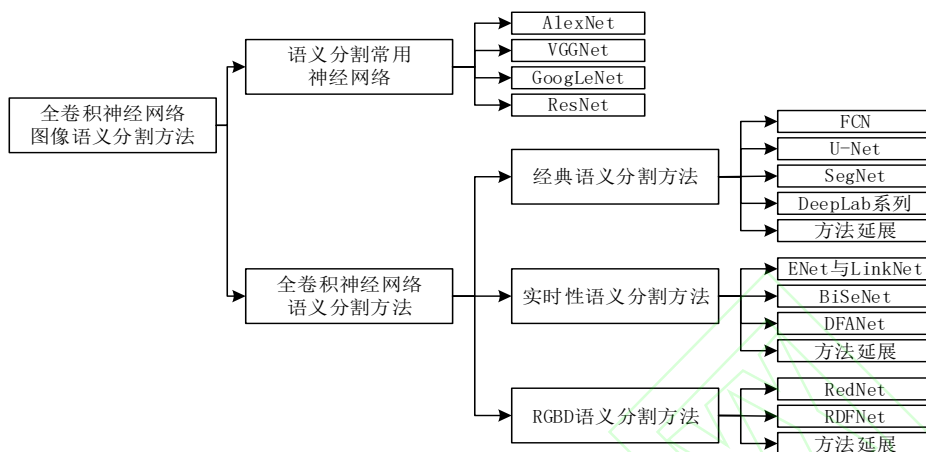 全卷积神经网络
图像语义分割方法
语义分割常用
神经网络
AlexNet
VGGNet
GoogLeNet
ResNet
全卷积神经网络
语义分割方法
经典语义分割方法
FCN
U-Net
SegNet
DeepLab系列
方法延展
实时性语义分割方法
ENet与LinkNet
BiSeNet
DFANet
方法延展
RGBD语义分割方法
RedNet
RDFNet
方法延展